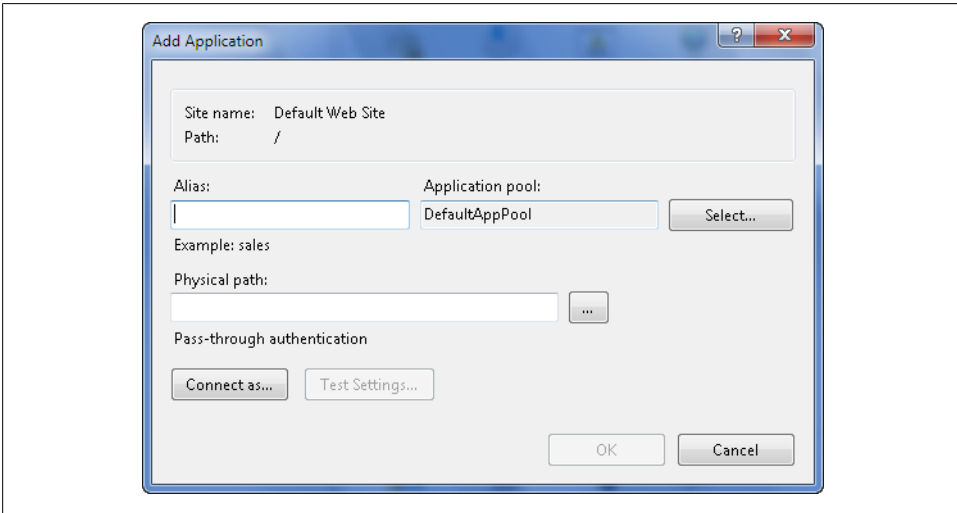 Add Application
?
X
Site name: Default Web Site
Path: /
Alias:
Application pool:
DefaultAppPool
Select...
Example: sales
Physical path:
...
Pass-through authentication
Connect as...
Test Settings...
OK
Cancel